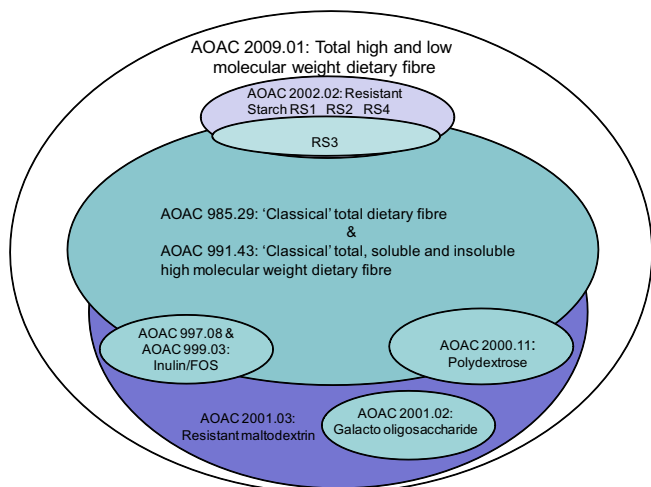 AOAC 2009.01: Total high and low
molecular weight dietary fibre
AOAC 2002.02: Resistant
Starch RS1 RS2 RS4
RS3
AOAC 985.29: ‘Classical’ total dietary fibre
&
AOAC 991.43: ‘Classical’ total, soluble and insoluble
high molecular weight dietary fibre
AOAC 997.08 &
AOAC 999.03:
Inulin/FOS
AOAC 2000.11:
Polydextrose
AOAC 2001.03:
Resistant maltodextrin
AOAC 2001.02:
Galacto oligosaccharide